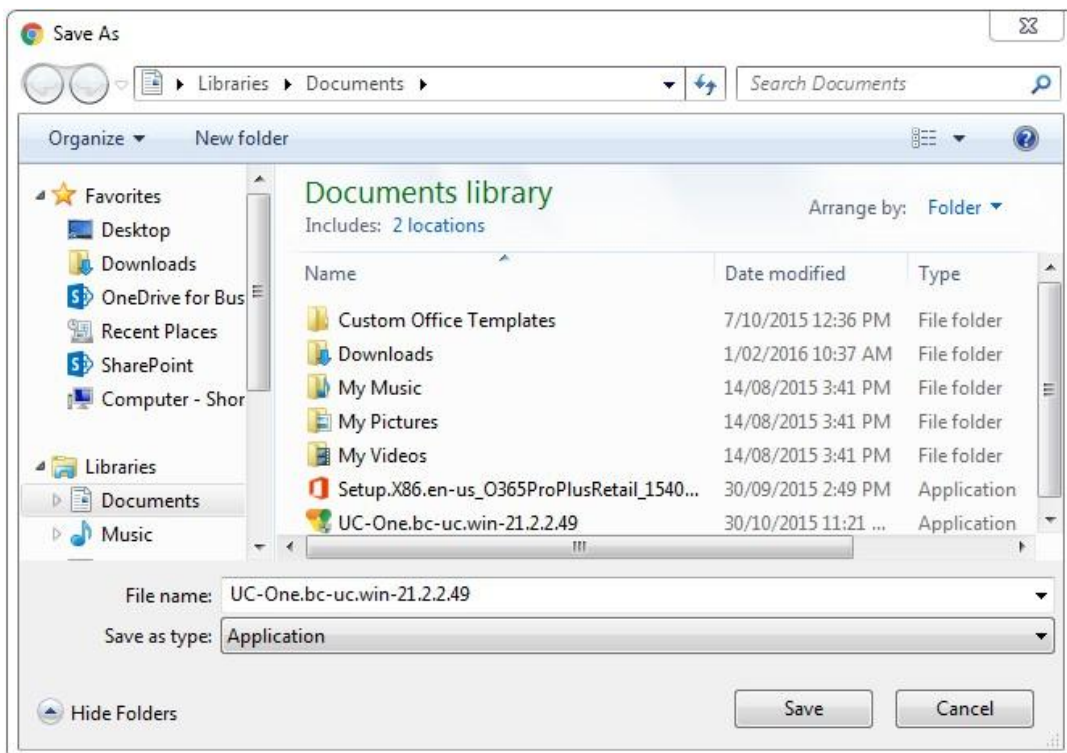 Save As
Libraries Documents
Search Documents
Organize New folder
Favorites
Desktop
Downloads
OneDrive for Bus
Recent Places
SharePoint
Computer - Shor
Libraries
Documents
Music
Documents library
Includes: 2 locations
Arrange by: Folder
Name Date modified Type
Custom Office Templates 7/10/2015 12:36 PM File folder
Downloads 1/02/2016 10:37 AM File folder
My Music 14/08/2015 3:41 PM File folder
My Pictures 14/08/2015 3:41 PM File folder
My Videos 14/08/2015 3:41 PM File folder
Setup.X86.en-us_O365ProPlusRetail_1540... 30/09/2015 2:49 PM Application
UC-One.bc-uc.win-21.2.2.49 30/10/2015 11:21 ... Application
File name: UC-One.bc-uc.win-21.2.2.49
Save as type: Application
Hide Folders
Save Cancel